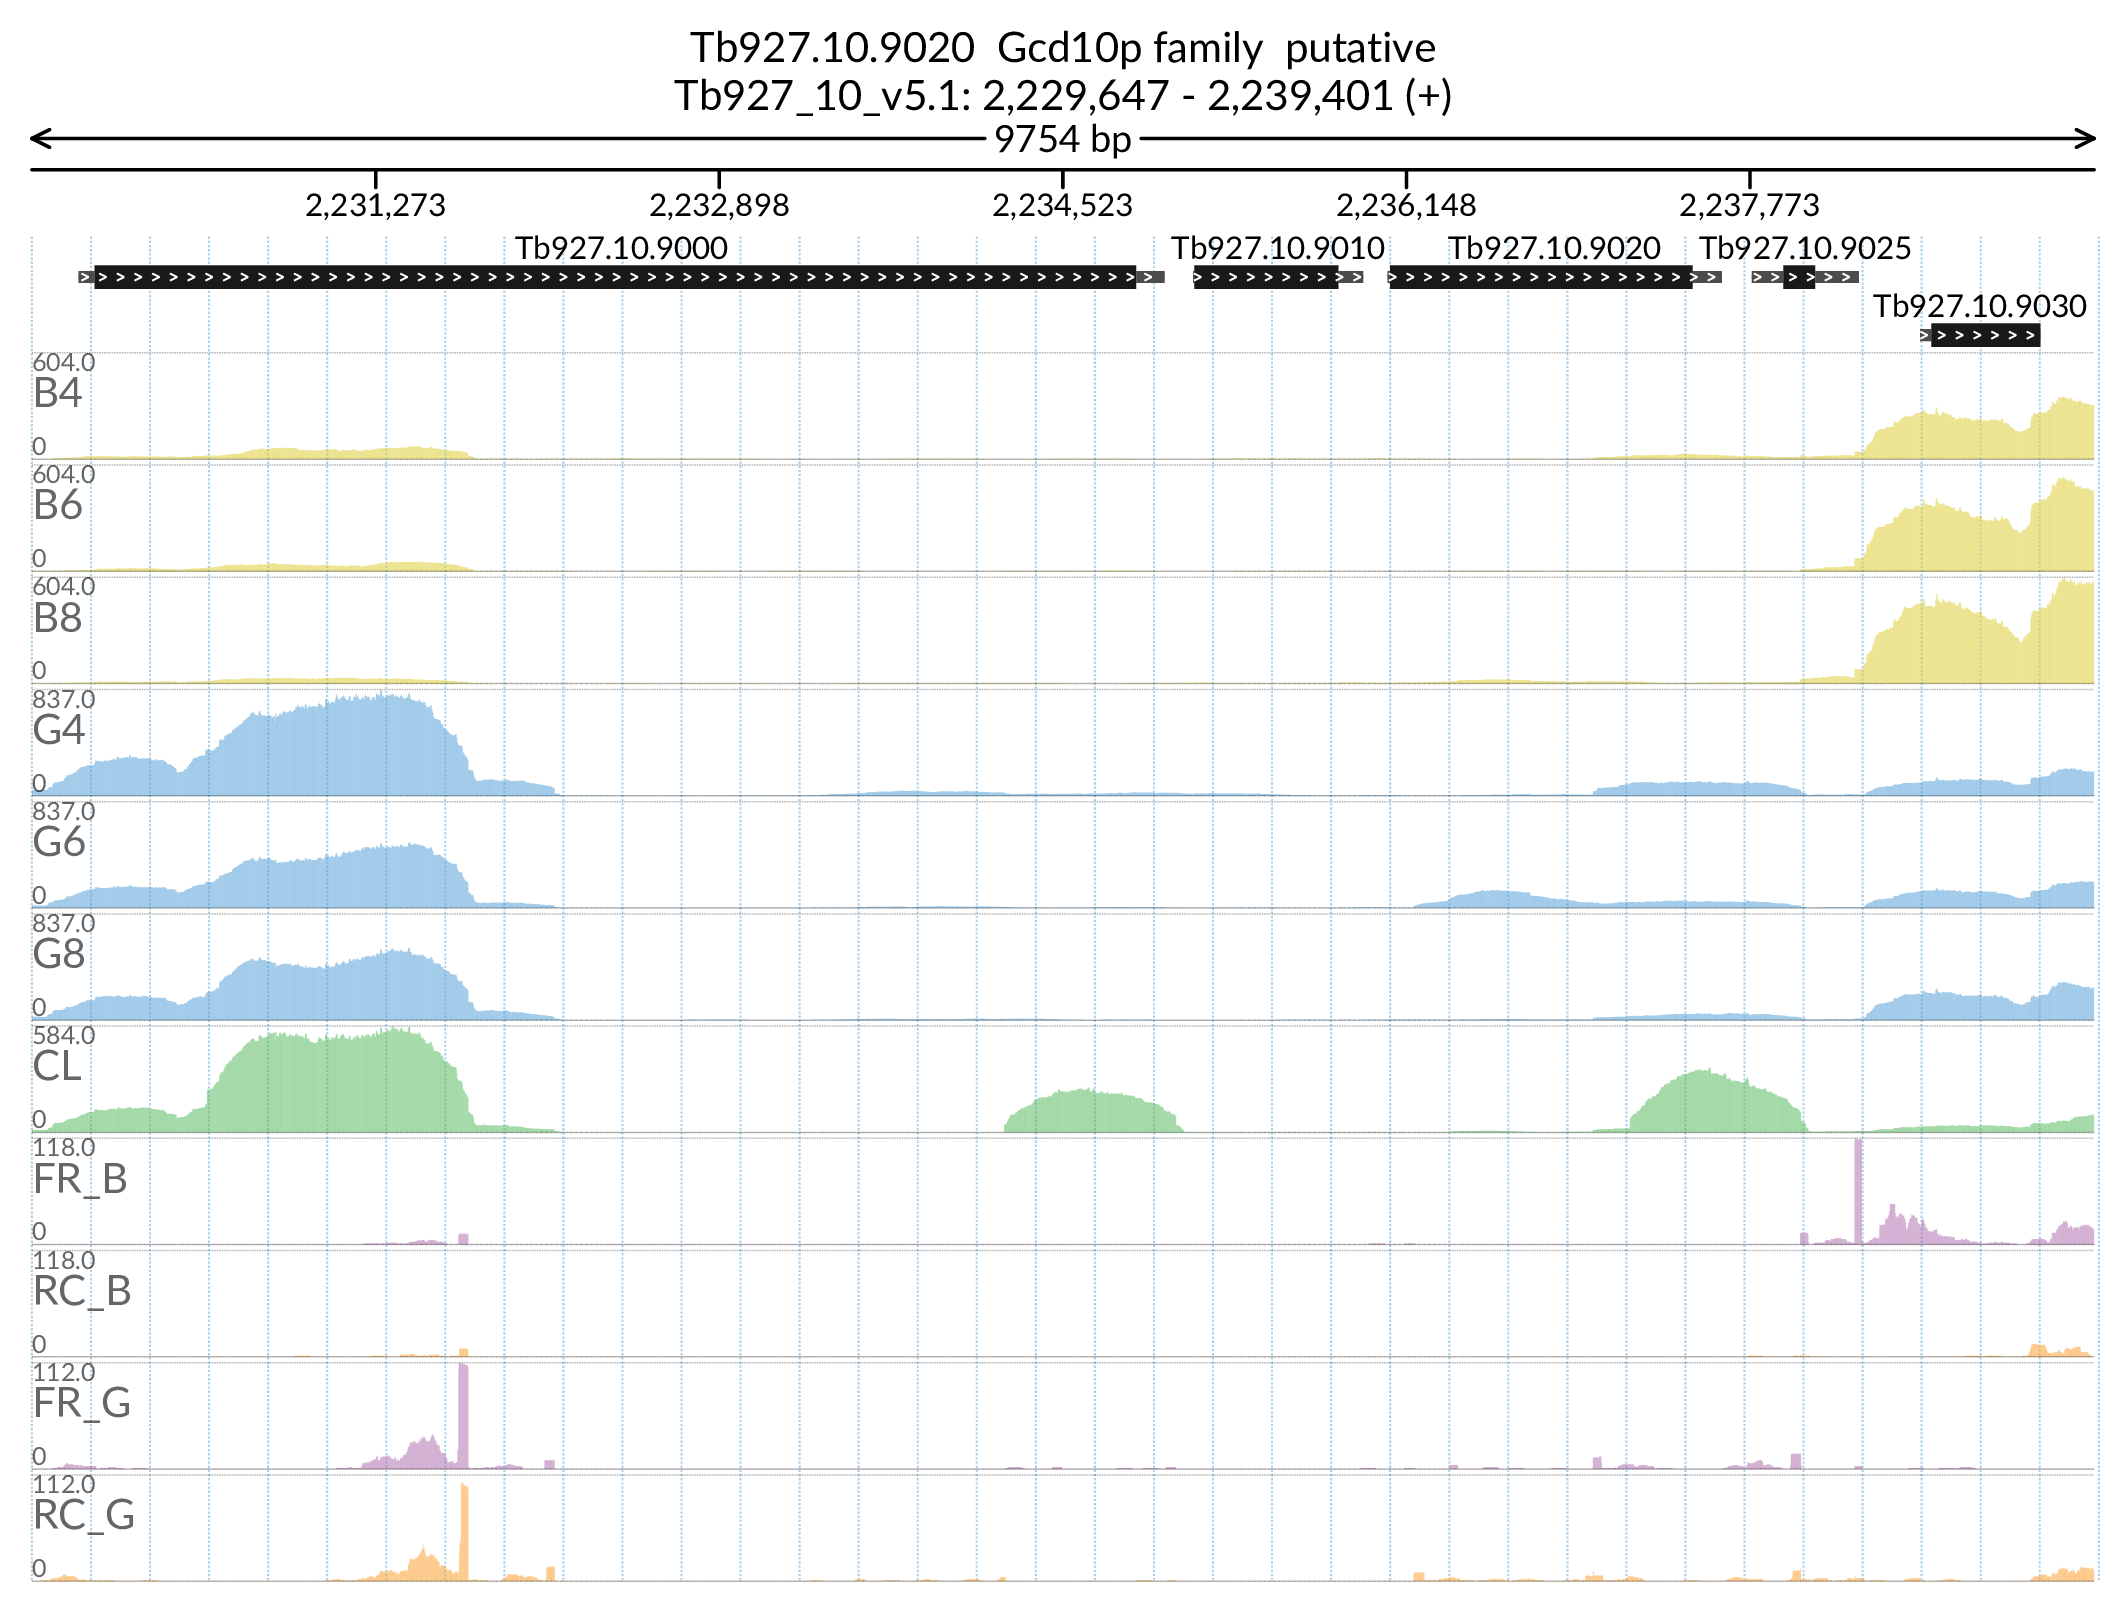 Tb927.10.9020  Gcd10p family  putative
Tb927_10_v5.1: 2,229,647 - 2,239,401 (+)
9754 bp
2,231,273 2,232,898 2,234,523 2,236,148 2,237,773
Tb927.10.9000 Tb927.10.9010 Tb927.10.9020 Tb927.10.9025
Tb927.10.9030
604.0
B4
0
604.0
B6
0
604.0
B8
0
837.0
G4
0
837.0
G6
0
837.0
G8
0
584.0
CL
0
118.0
FR_B
0
118.0
RC_B
0
112.0
FR_G
0
112.0
RC_G
0